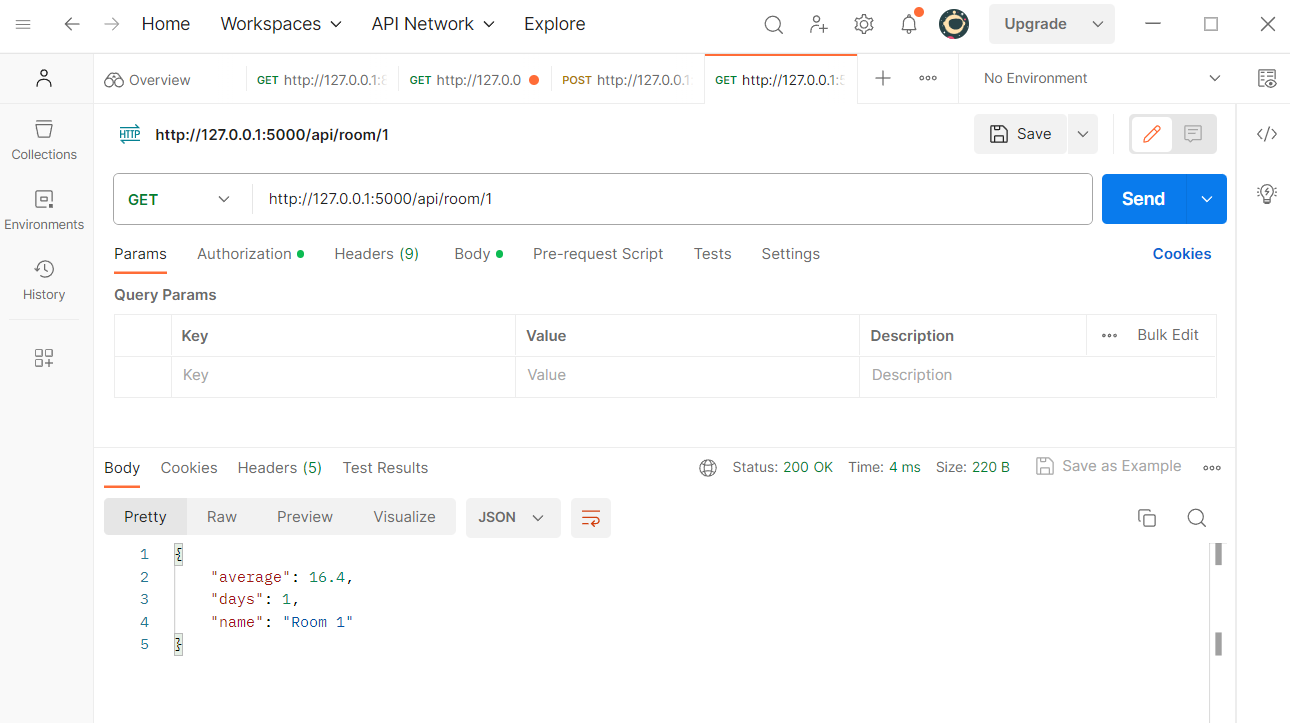 Home Workspaces API Network Explore Upgrade
Overview GET http://127.0.0.1:8 GET http://127.0.0 POST http://127.0.0.1 GET http://127.0.0.1:5 No Environment
HTTP http://127.0.0.1:5000/api/room/1 Save
Collections
GET http://127.0.0.1:5000/api/room/1 Send
Environments
Params Authorization Headers (9) Body Pre-request Script Tests Settings Cookies
History
Query Params
Key Value Description Bulk Edit
Key Value Description
Body Cookies Headers (5) Test Results Status: 200 OK Time: 4 ms Size: 220 B Save as Example
Pretty Raw Preview Visualize JSON
1 {
2 "average": 16.4,
3 "days": 1,
4 "name": "Room 1"
5 }